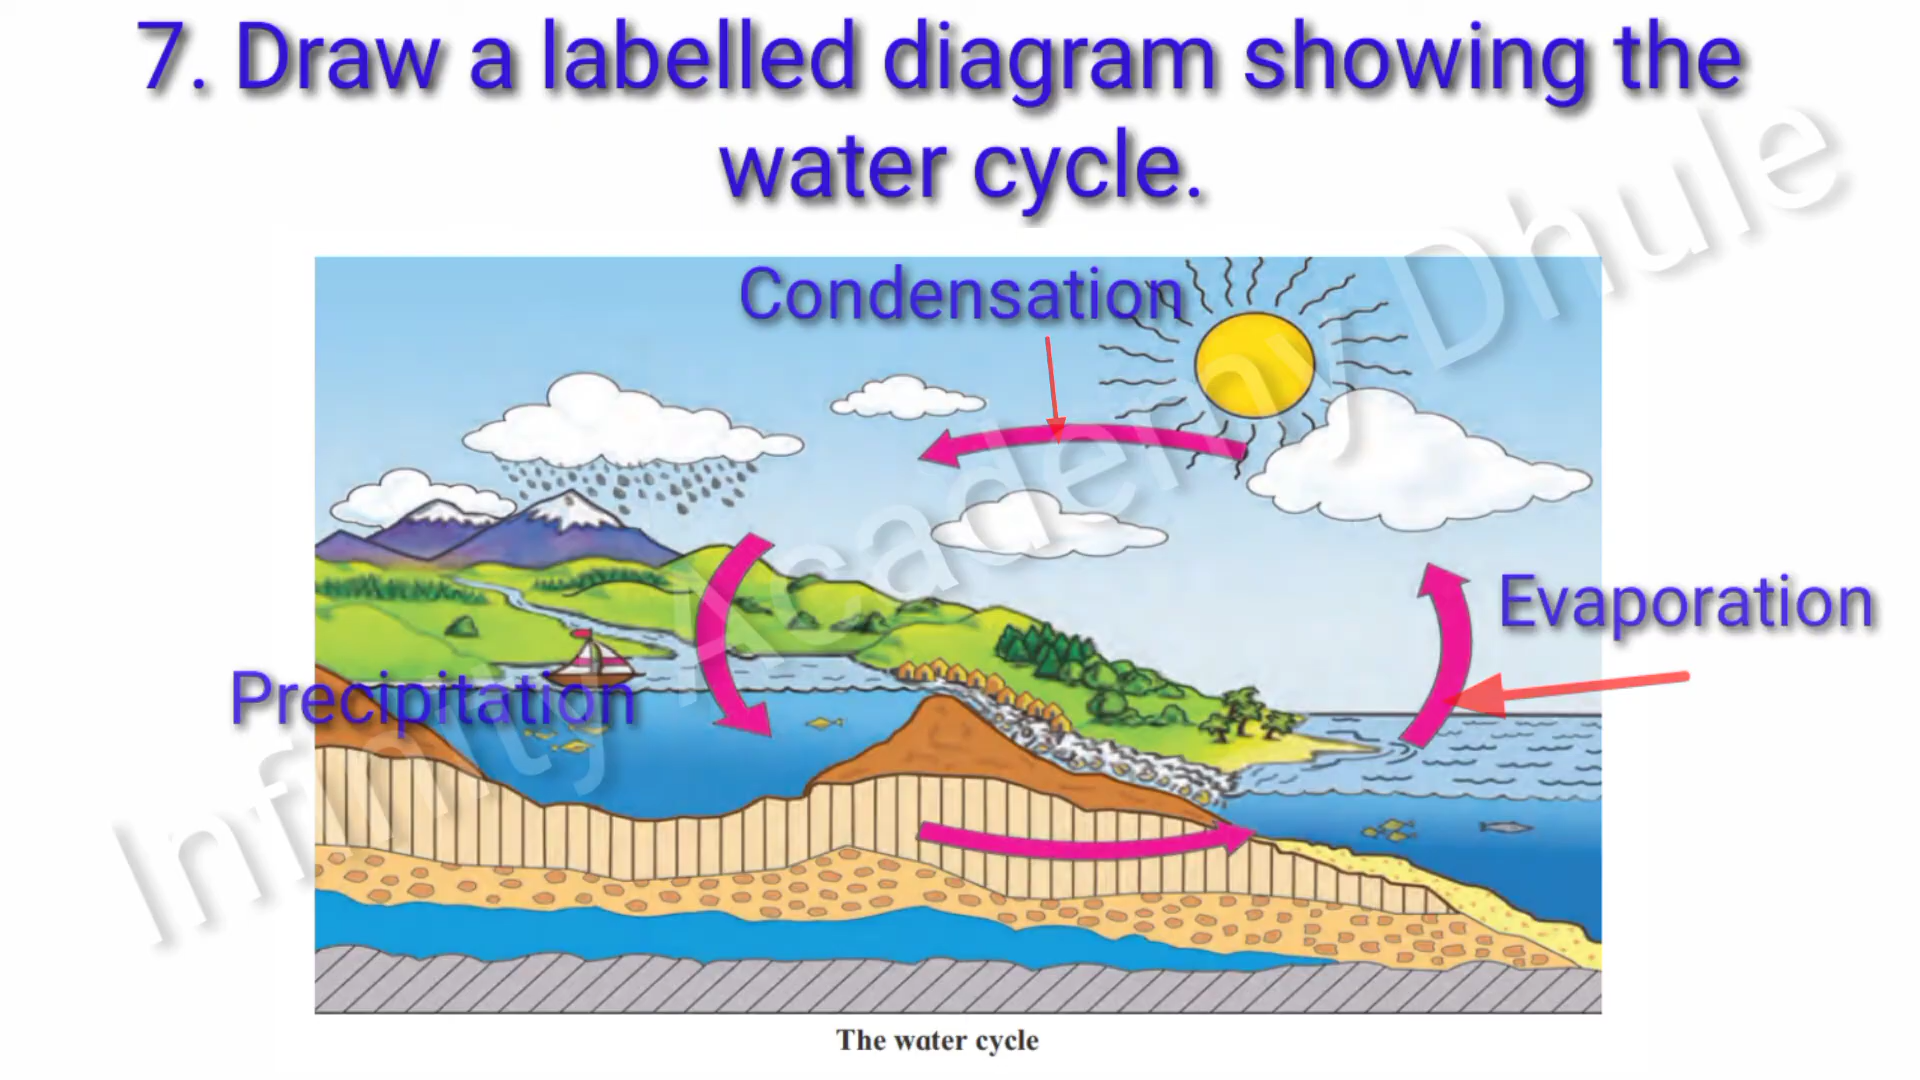 7. Draw a labelled diagram showing the
water cycle.
Condensation
Evaporation
Precipitation
Infinity Academy Dhule
The water cycle